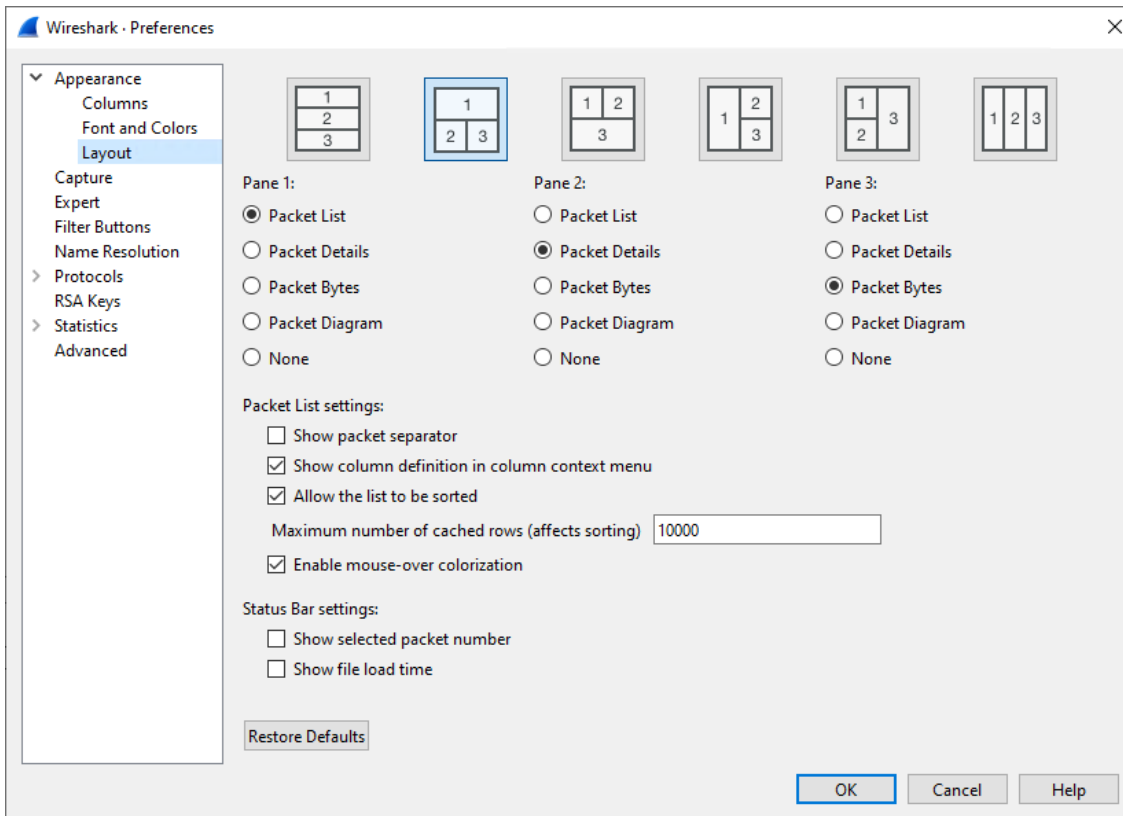 Wireshark · Preferences
Appearance
Columns
Font and Colors
Layout
Capture
Expert
Filter Buttons
Name Resolution
Protocols
RSA Keys
Statistics
Advanced
1
2
3
1
2 3
1 2
3
1
2
3
1
2
3
1 2 3
Pane 1: Pane 2: Pane 3:
Packet List Packet List Packet List
Packet Details Packet Details Packet Details
Packet Bytes Packet Bytes Packet Bytes
Packet Diagram Packet Diagram Packet Diagram
None None None
Packet List settings:
Show packet separator
Show column definition in column context menu
Allow the list to be sorted
Maximum number of cached rows (affects sorting) 10000
Enable mouse-over colorization
Status Bar settings:
Show selected packet number
Show file load time
Restore Defaults
OK Cancel Help